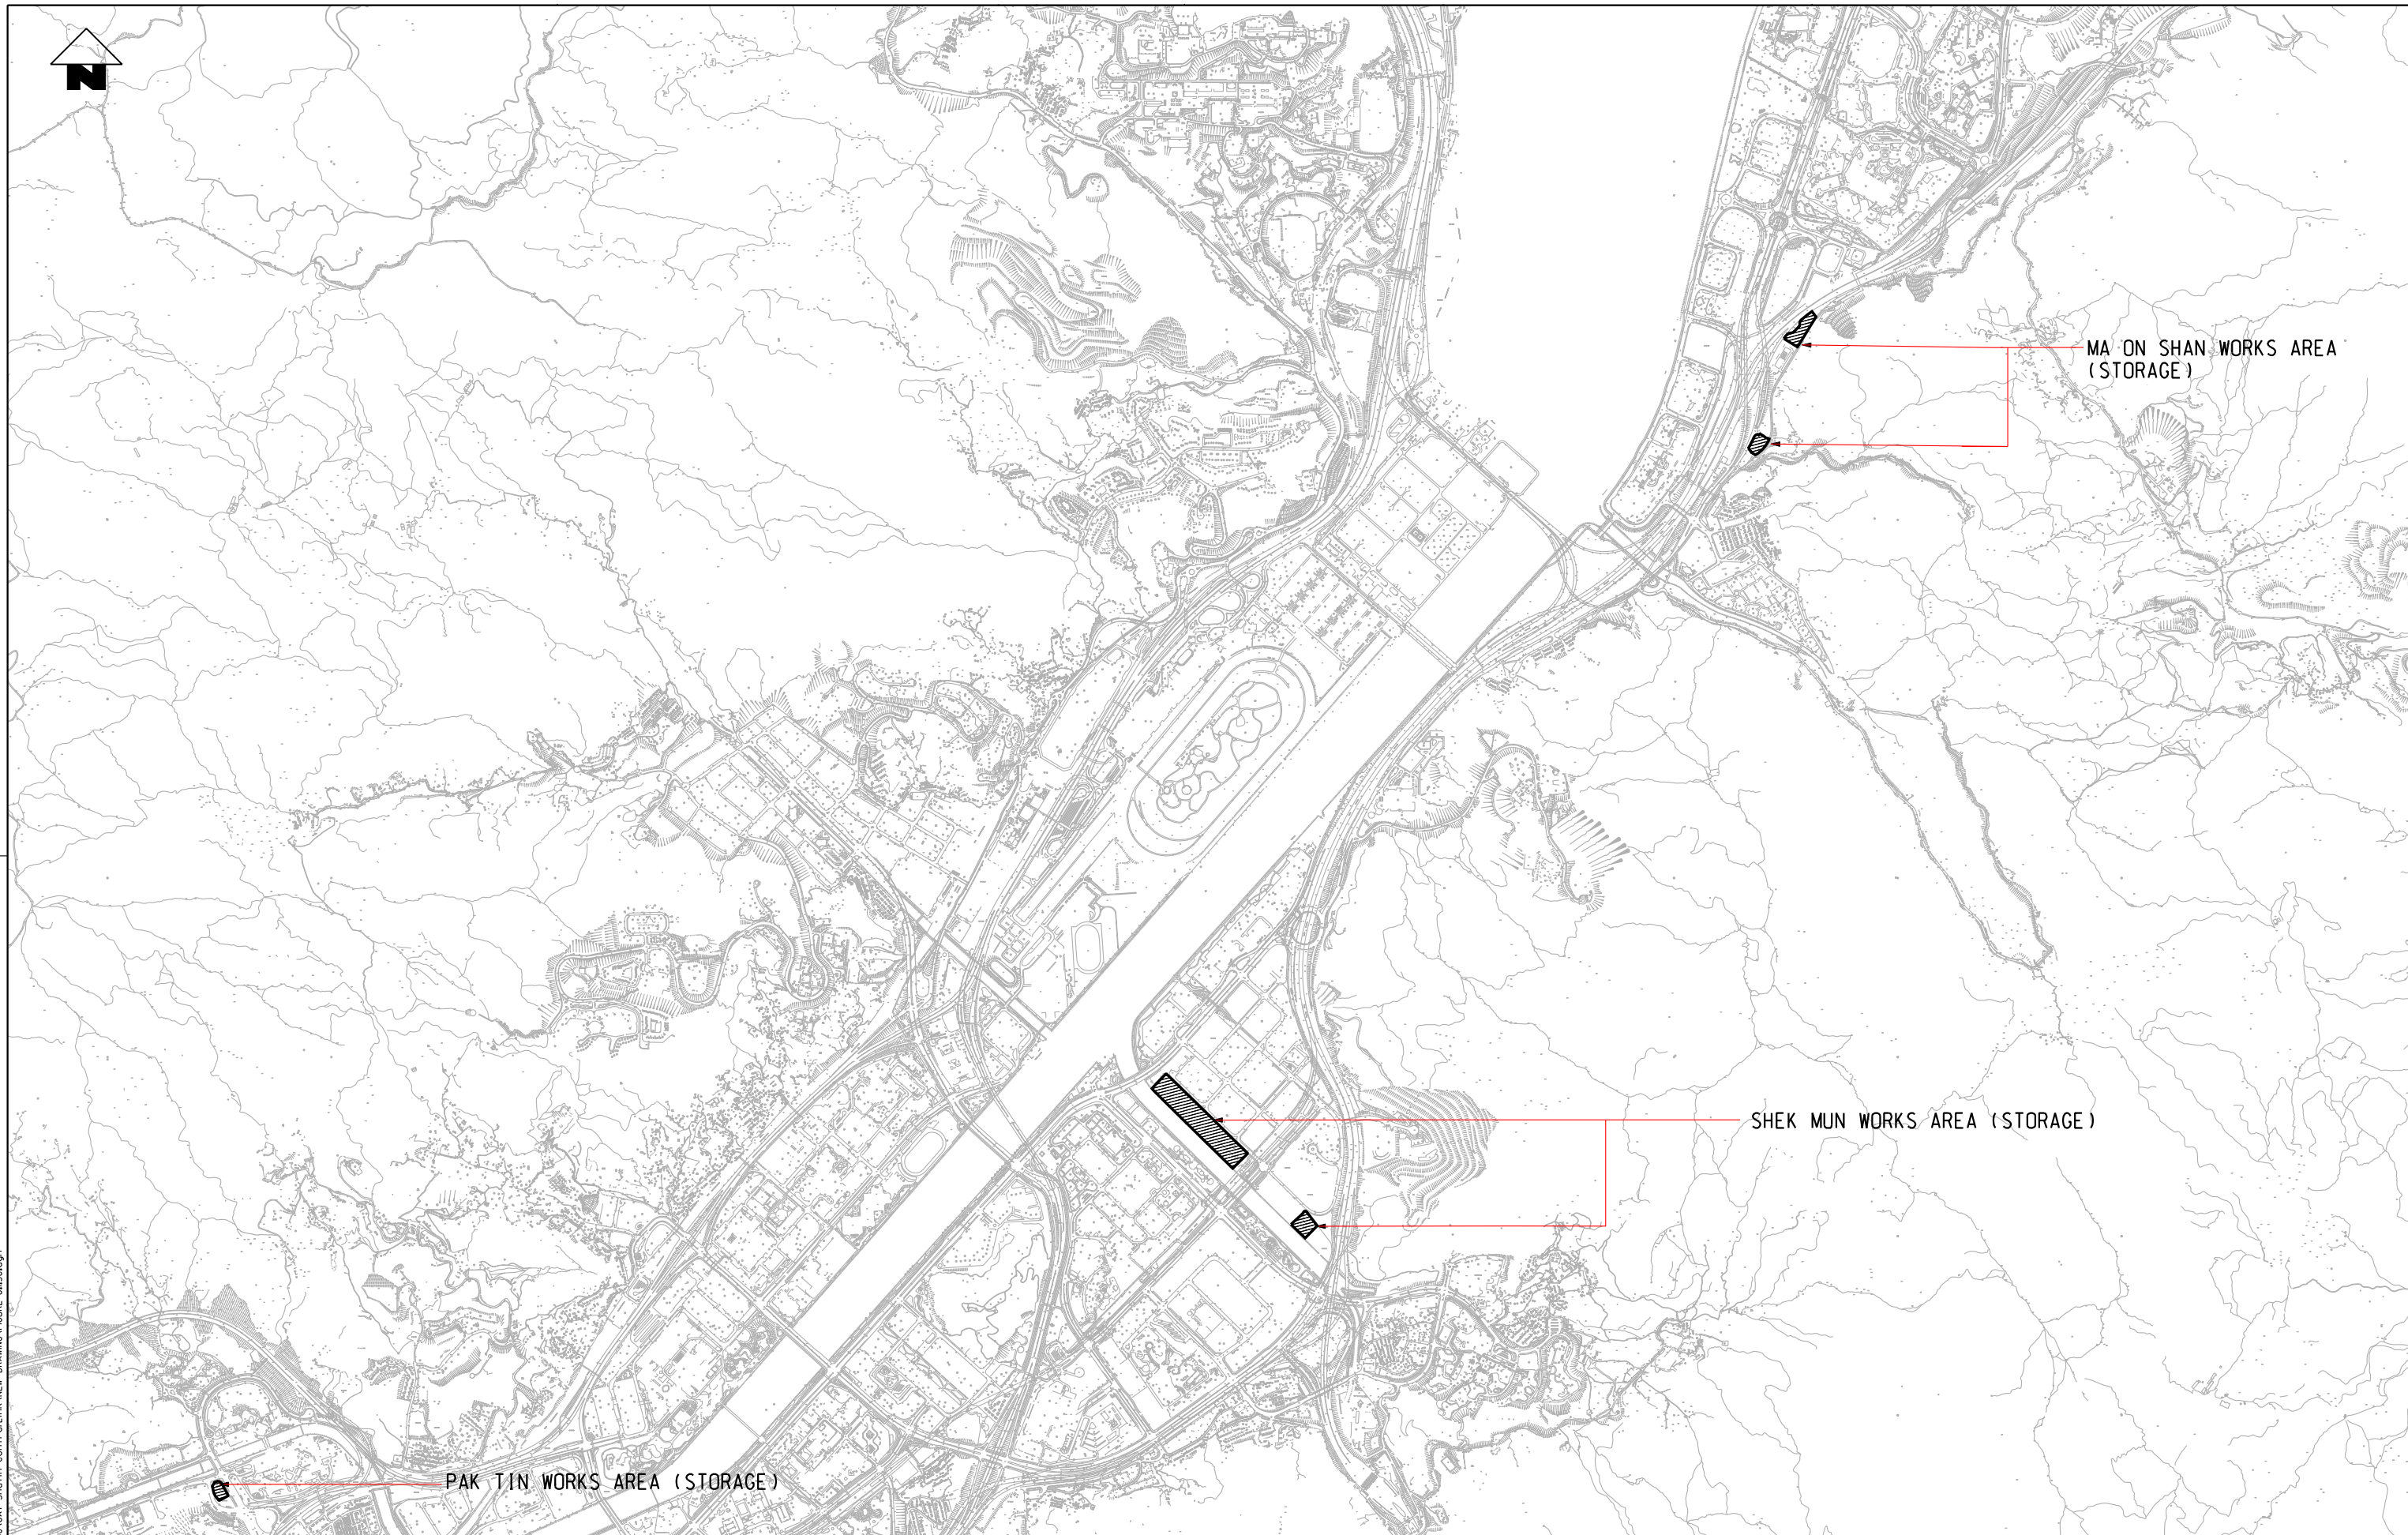 N
MA ON SHAN WORKS AREA
(STORAGE)
SHEK MUN WORKS AREA (STORAGE)
PAK TIN WORKS AREA (STORAGE)